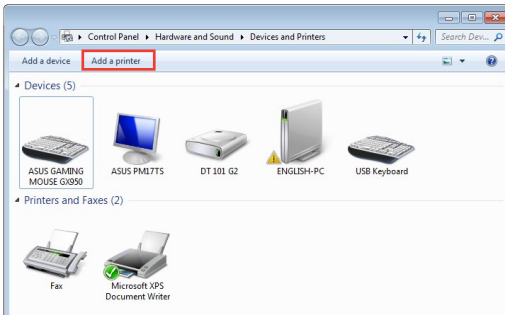 Control Panel ▸ Hardware and Sound ▸ Devices and Printers
Search Dev...
Add a device
Add a printer
Devices (5)
ASUS GAMING
MOUSE GX950
ASUS PM17TS
DT 101 G2
ENGLISH-PC
USB Keyboard
Printers and Faxes (2)
Fax
Microsoft XPS
Document Writer